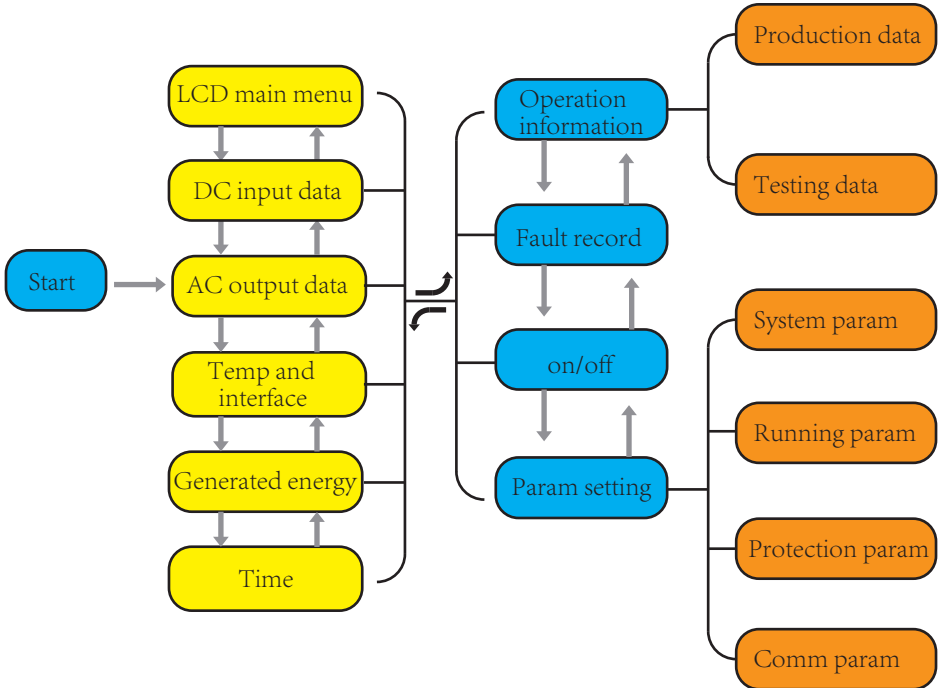 Start
LCD main menu
DC input data
AC output data
Temp and
interface
Generated energy
Time
Operation
information
Fault record
on/off
Param setting
Production data
Testing data
System param
Running param
Protection param
Comm param